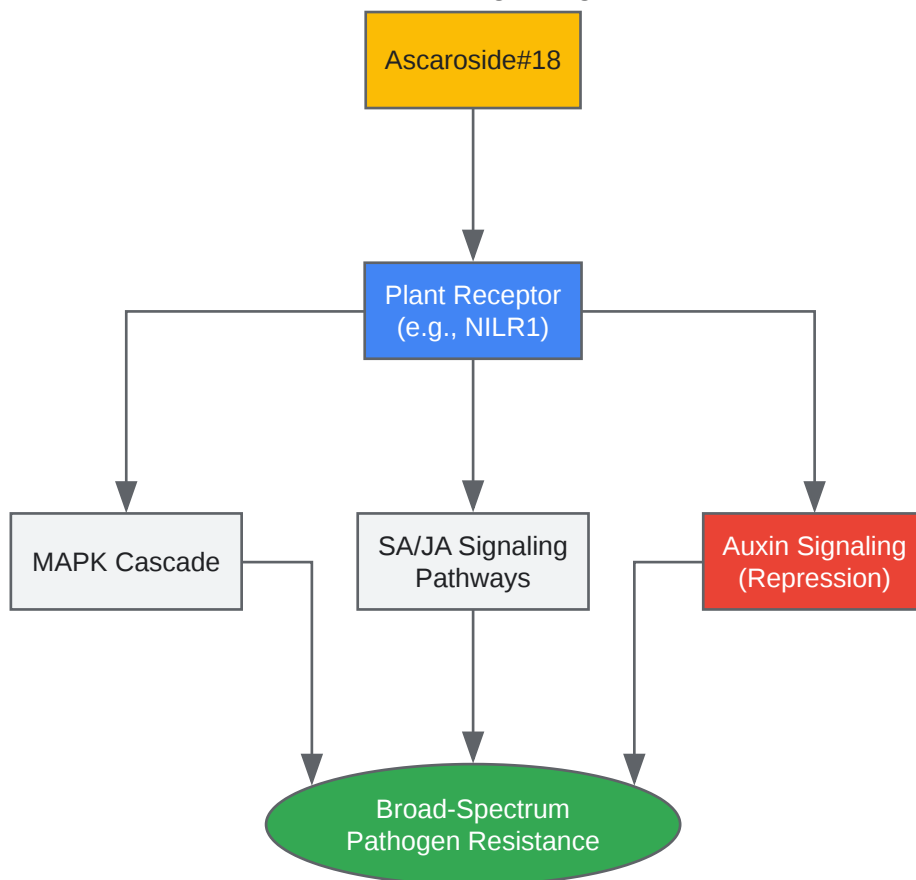 Ascaroside#18
Plant Receptor
(e.g., NILR1)
MAPK Cascade
SA/JA Signaling
Pathways
Auxin Signaling
(Repression)
Broad-Spectrum
Pathogen Resistance